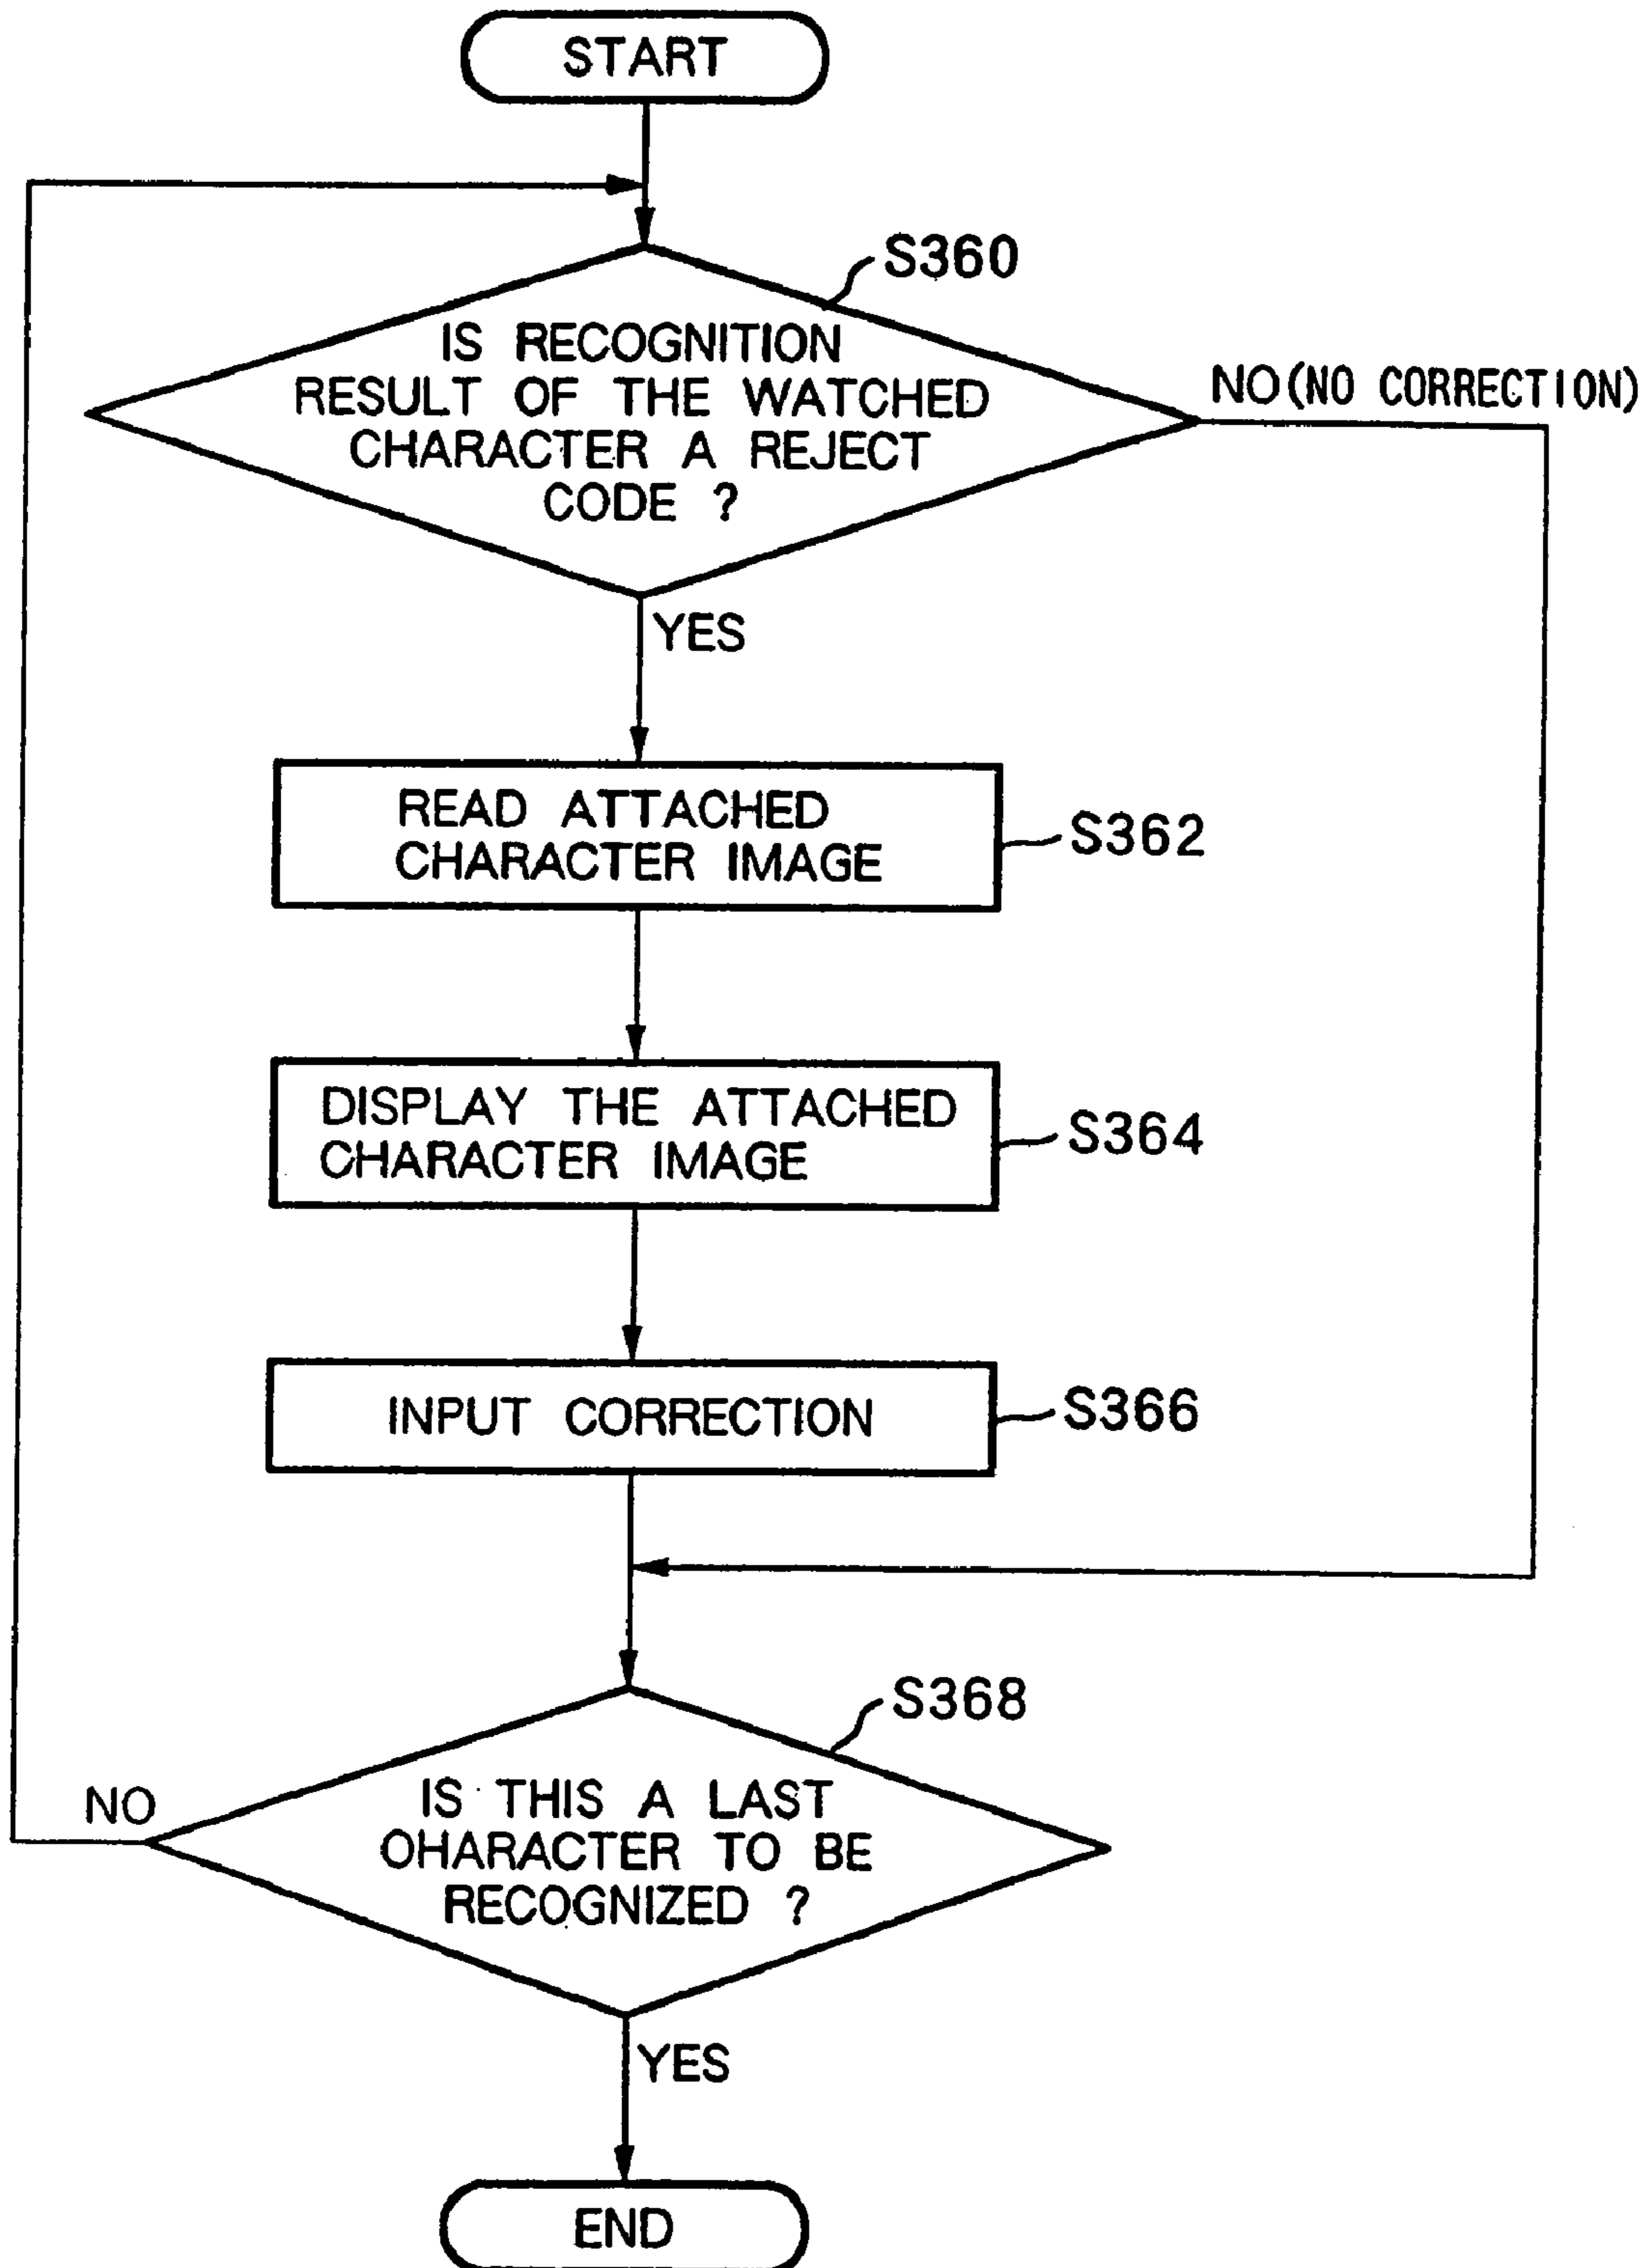 START
S360
IS RECOGNITION
RESULT OF THE WATCHED
CHARACTER A REJECT
CODE ?
NO(NO CORRECTION)
YES
READ ATTACHED
CHARACTER IMAGE
S362
DISPLAY THE ATTACHED
CHARACTER IMAGE
S364
INPUT CORRECTION
S366
S368
NO
IS THIS A LAST
OHARACTER TO BE
RECOGNIZED ?
YES
END